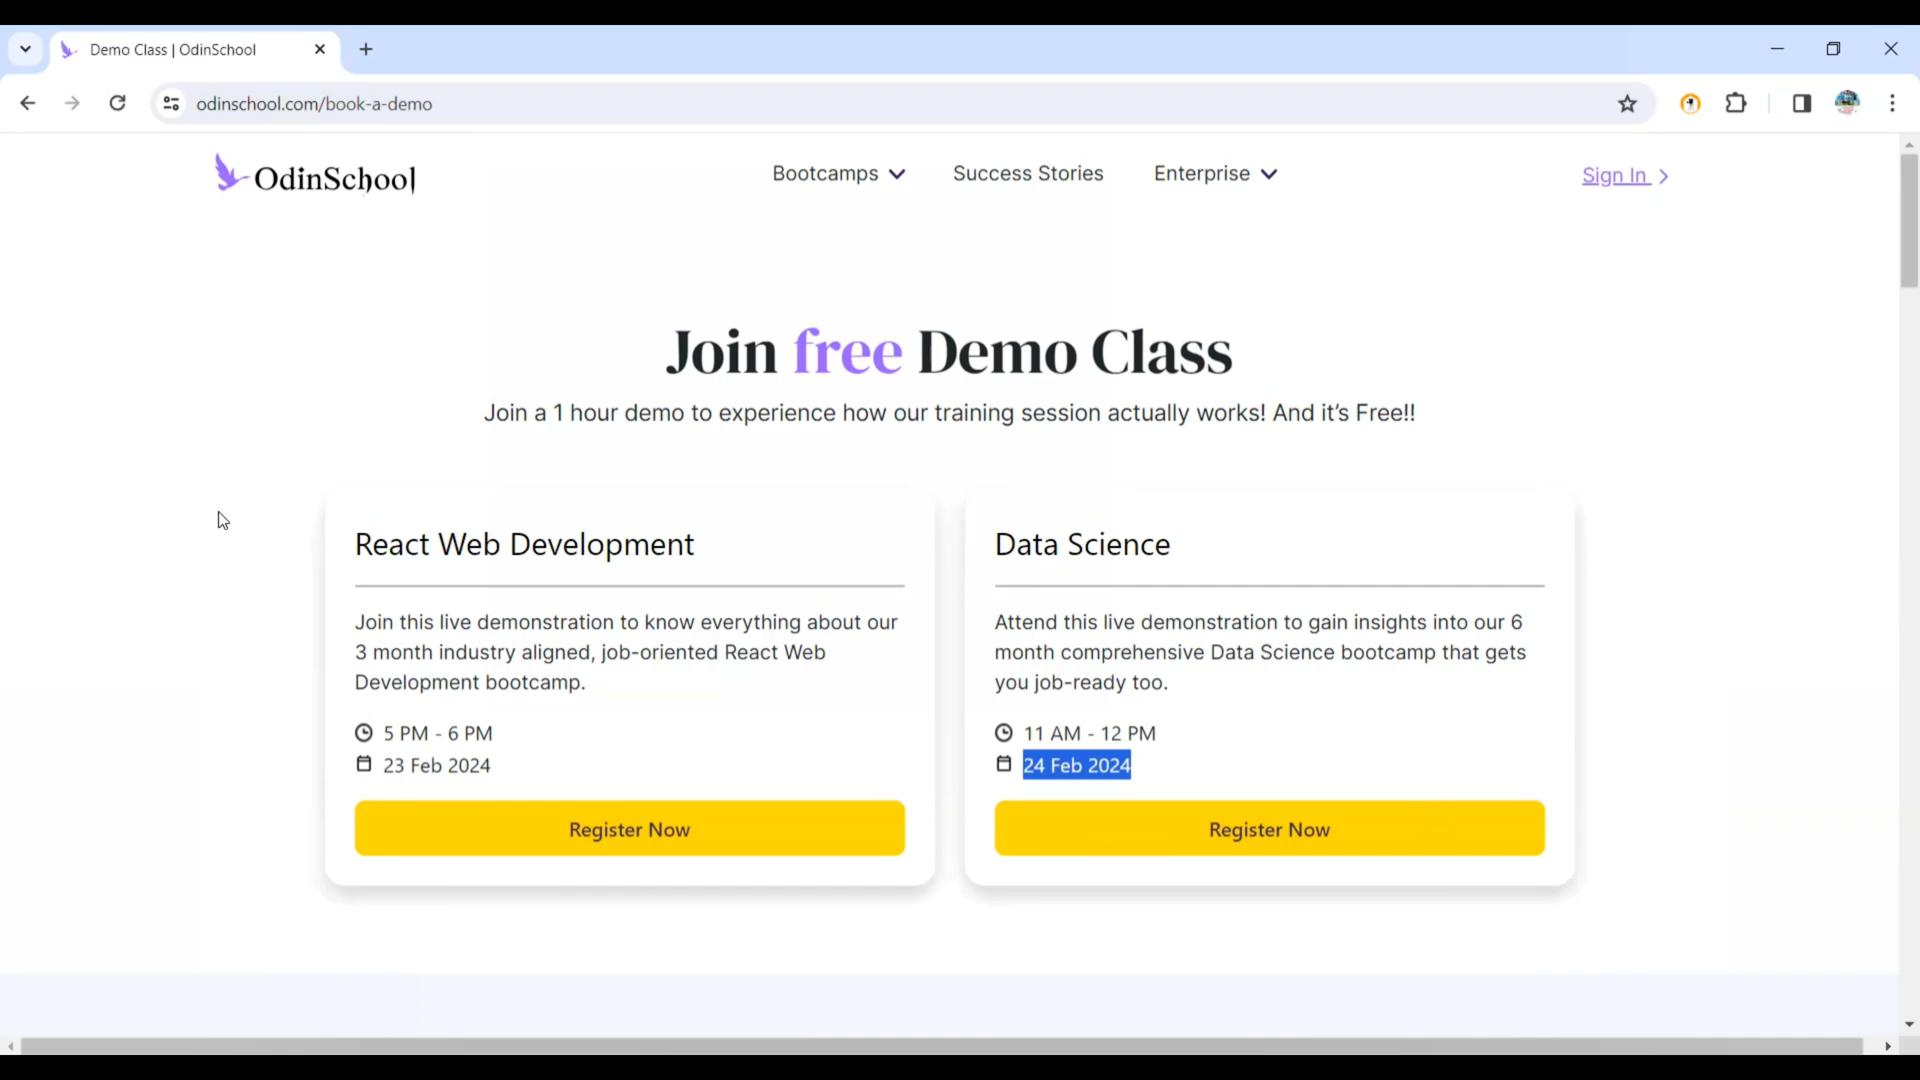 Demo Class | OdinSchool
odinschool.com/book-a-demo
OdinSchool
Bootcamps
Success Stories
Enterprise
Sign In
Join free Demo Class
Join a 1 hour demo to experience how our training session actually works! And it's Free!!
React Web Development
Join this live demonstration to know everything about our
3 month industry aligned, job-oriented React Web
Development bootcamp.
5 PM - 6 PM
23 Feb 2024
Register Now
Data Science
Attend this live demonstration to gain insights into our 6
month comprehensive Data Science bootcamp that gets
you job-ready too.
11 AM - 12 PM
24 Feb 2024
Register Now